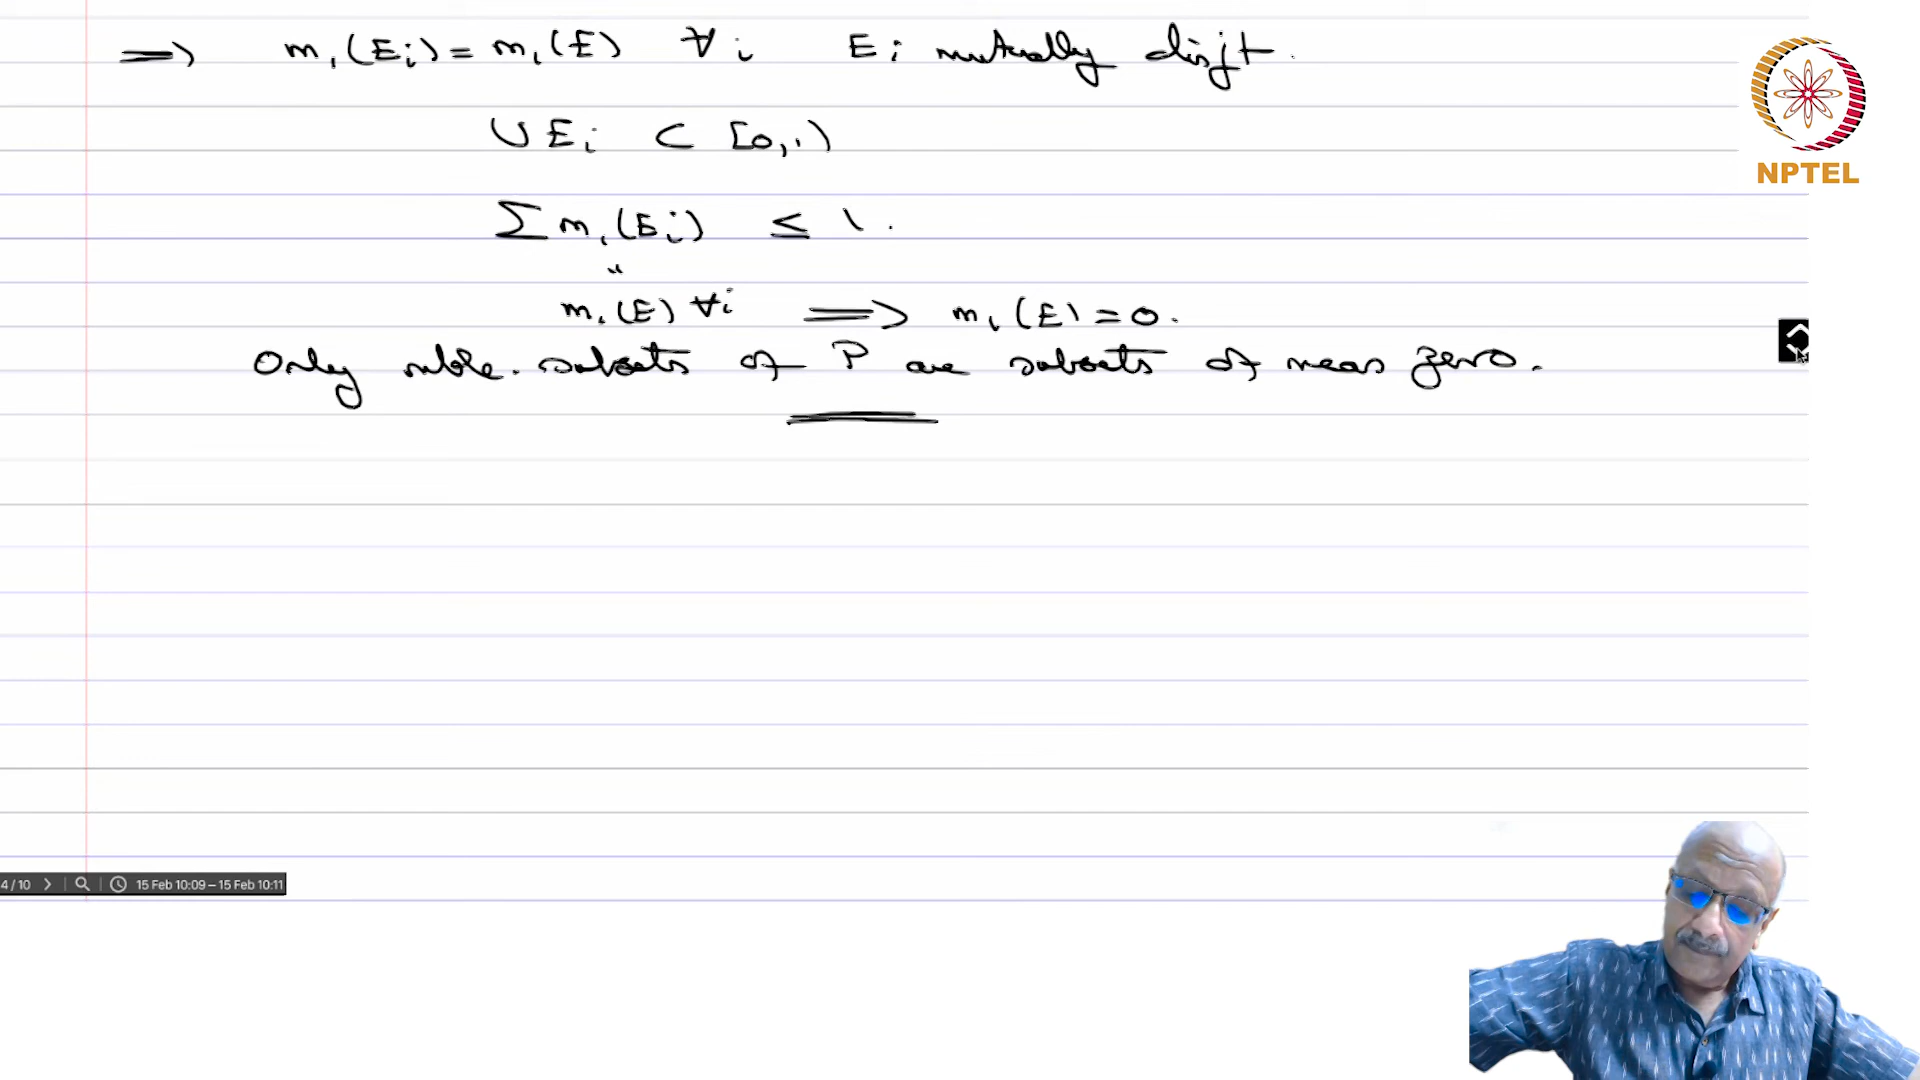 ⟹ m₁(Eᵢ) = m₁(E) ∀ i Eᵢ mutually disjt.
NPTEL
∪ Eᵢ ⊂ [0,1)
∑ m₁(Eᵢ) ≤ 1.
"
m₁(E) ∀i ⟹ m₁(E) = 0.
Only mble. subsets of P are subsets of meas zero.
4 / 10 15 Feb 10:09 – 15 Feb 10:11